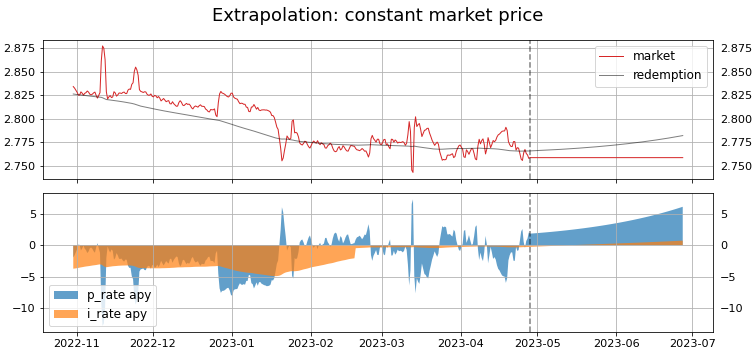 Extrapolation: constant market price
2.875 2.875
2.850 2.850
2.825 2.825
2.800 2.800
2.775 2.775
2.750 2.750
market
redemption
5 5
0 0
−5 −5
−10 −10
p_rate apy
i_rate apy
2022-11 2022-12 2023-01 2023-02 2023-03 2023-04 2023-05 2023-06 2023-07